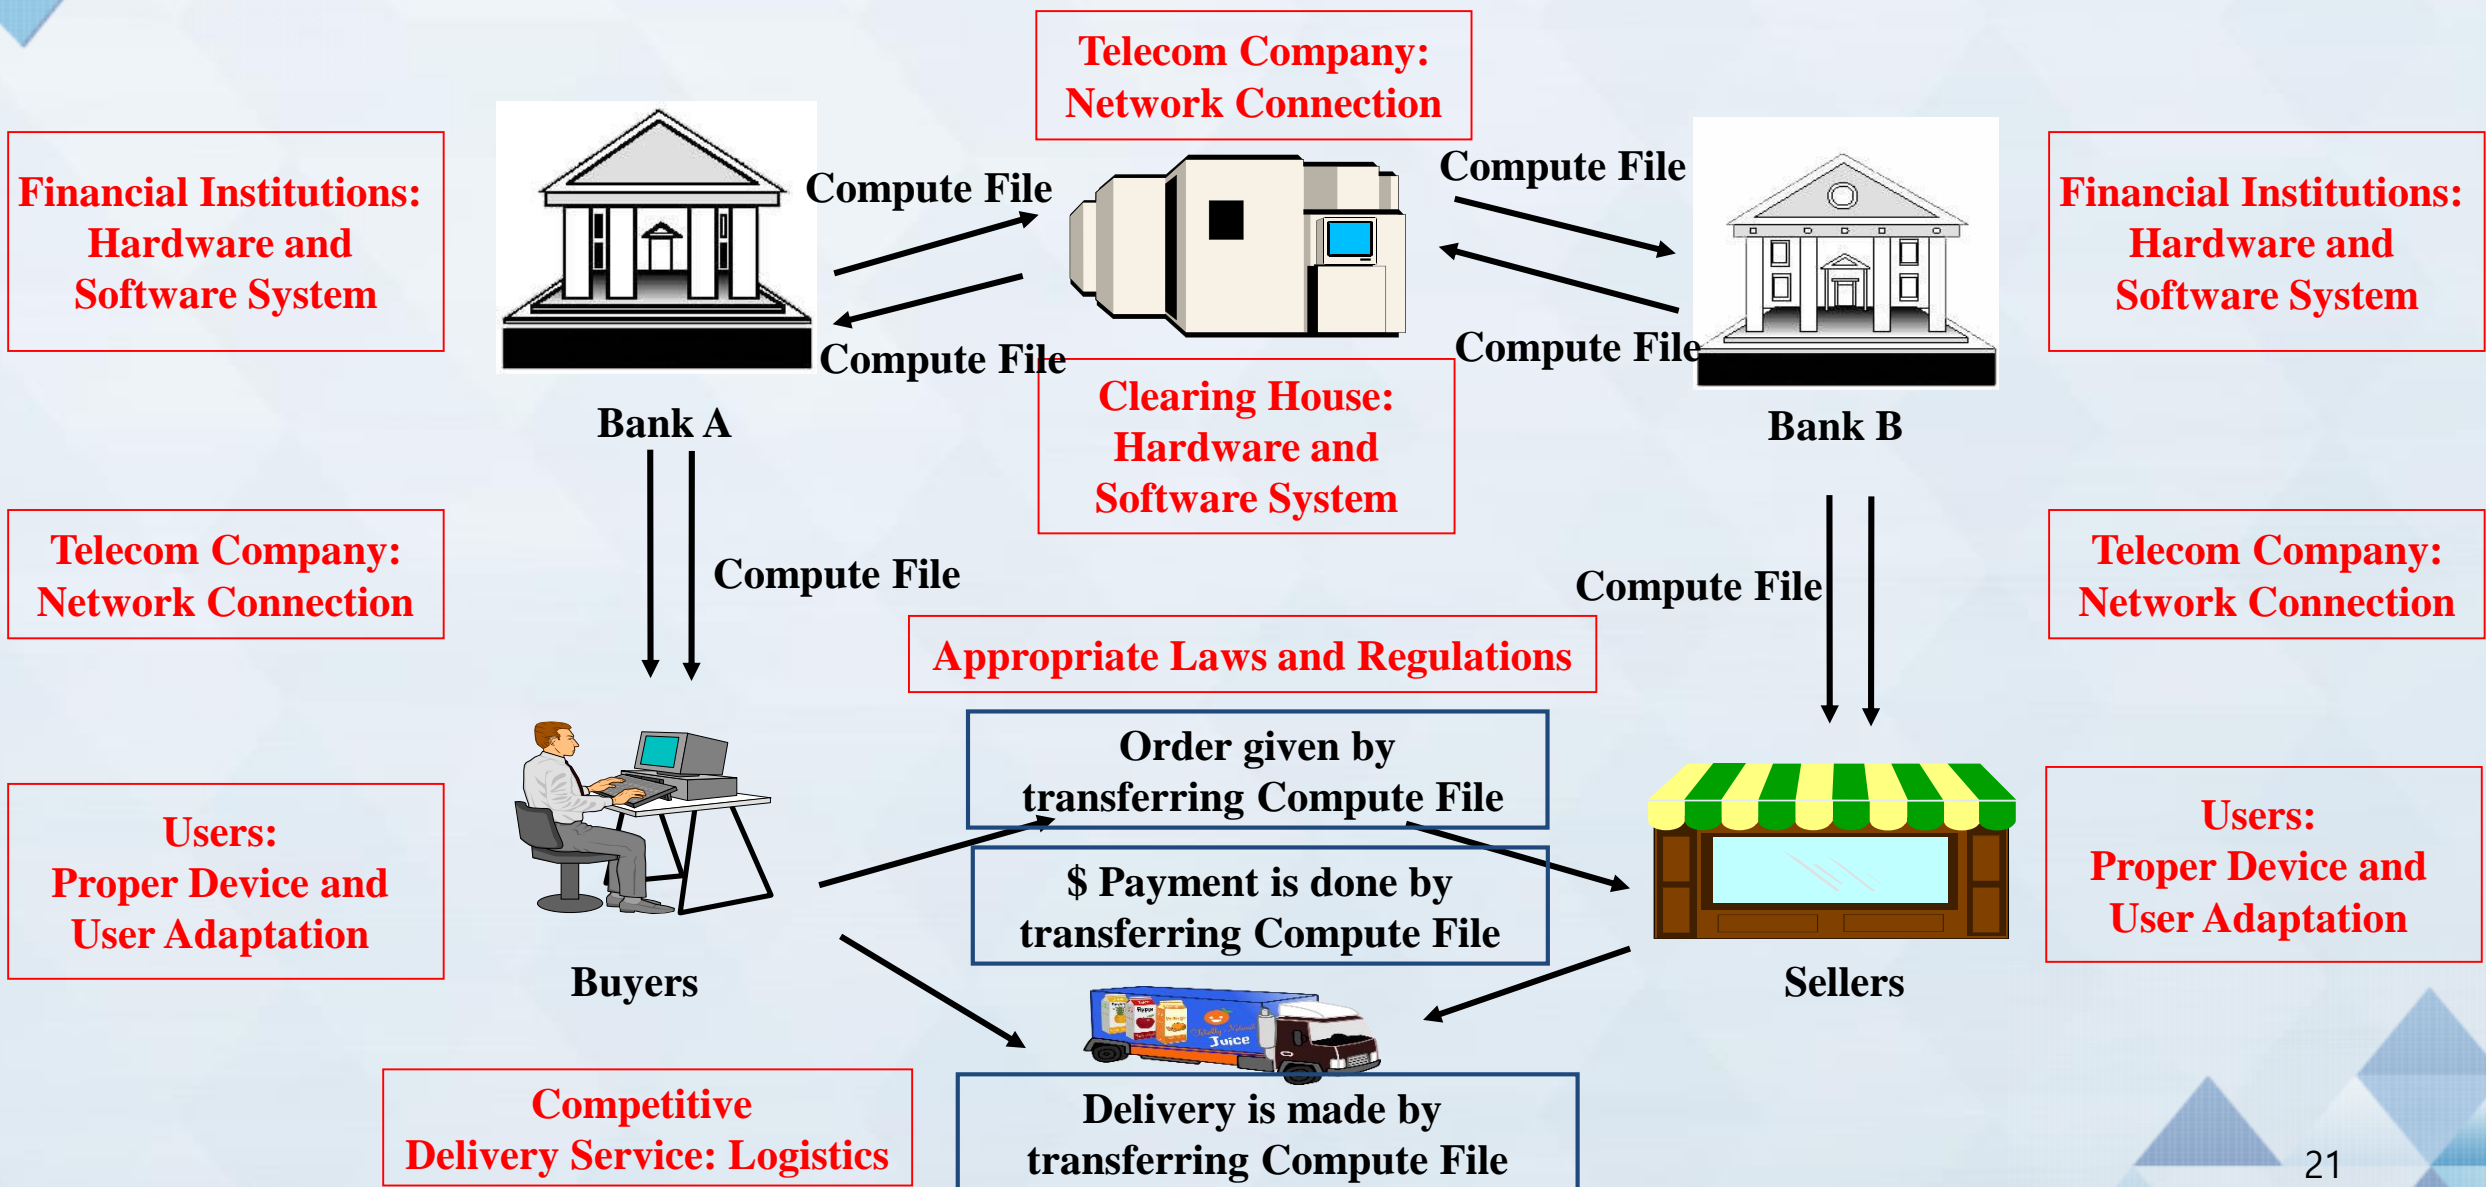 Telecom Company:
Network Connection
Financial Institutions:
Hardware and
Software System
Compute File
Compute File
Financial Institutions:
Hardware and
Software System
Compute File
Compute File
Bank A
Clearing House:
Hardware and
Software System
Bank B
Telecom Company:
Network Connection
Compute File
Compute File
Telecom Company:
Network Connection
Appropriate Laws and Regulations
Order given by
transferring Compute File
Users:
Proper Device and
User Adaptation
$ Payment is done by
transferring Compute File
Users:
Proper Device and
User Adaptation
Buyers
Sellers
Juice
Competitive
Delivery Service: Logistics
Delivery is made by
transferring Compute File
21